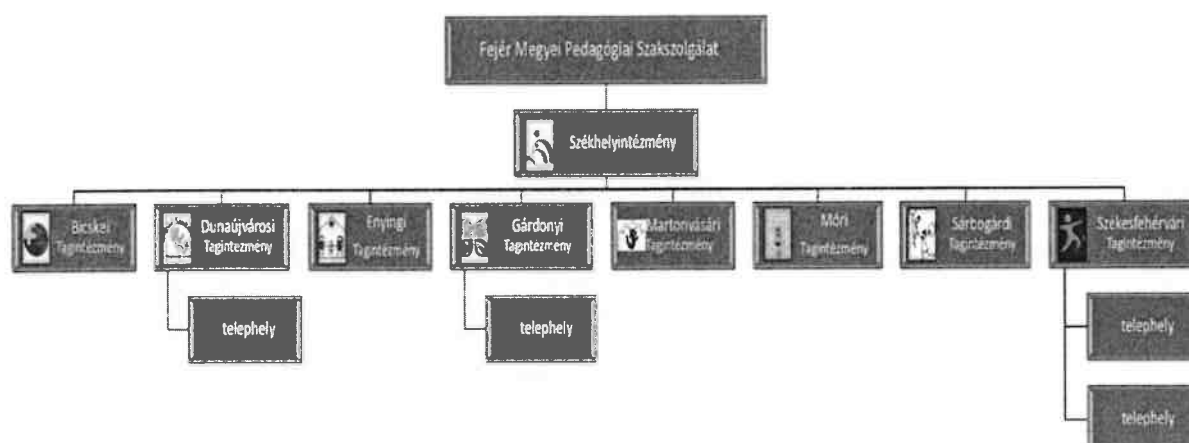 Fejér Megyei Pedagógiai Szakszolgálat
Székhelyintézmény
Bicskei
Tagintézmény
Dunaújvárosi
Tagintézmény
Enyingi
Tagintézmény
Gárdonyi
Tagintézmény
Martonvásári
Tagintézmény
Móri
Tagintézmény
Sárbogárdi
Tagintézmény
Székesfehérvári
Tagintézmény
telephely
telephely
telephely
telephely